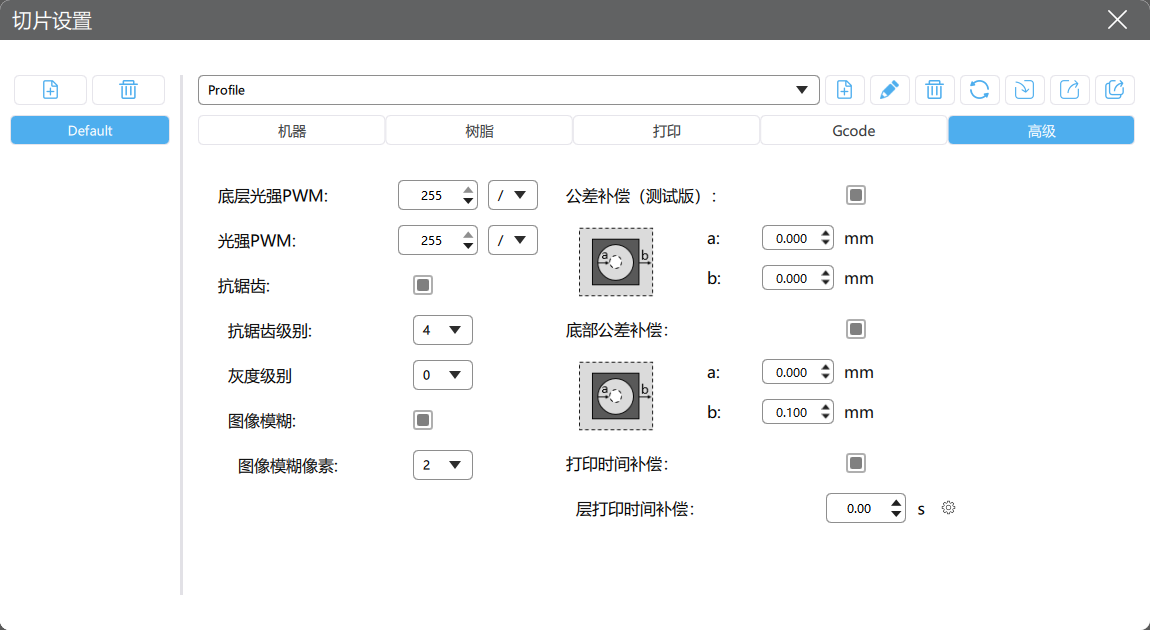 切片设置
Profile
Default
机器
树脂
打印
Gcode
高级
底层光强PWM:
255
/
光强PWM:
255
/
抗锯齿:
抗锯齿级别:
4
灰度级别
0
图像模糊:
图像模糊像素:
2
公差补偿（测试版）:
a b
a:
0.000
mm
b:
0.000
mm
底部公差补偿:
a b
a:
0.000
mm
b:
0.100
mm
打印时间补偿:
层打印时间补偿:
0.00
s